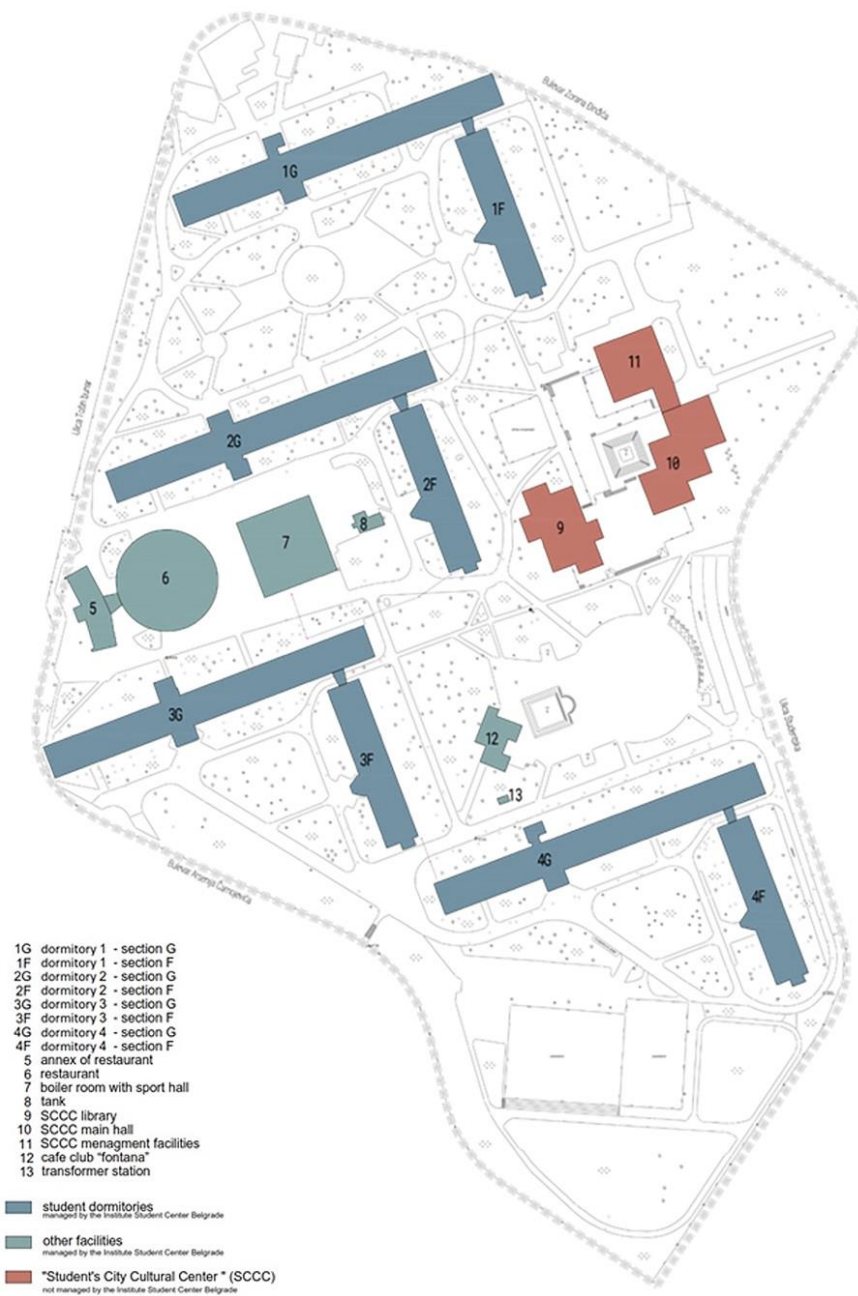 Bulevar Zorana Đinđića
1G
1F
11
Ulica Tošin bunar
2G
10
2F
9
8
7
6
5
3G
12
Ulica Studentska
3F
13
4G
4F
Bulevar Arsenija Čarnojevića
1G dormitory 1 - section G
1F dormitory 1 - section F
2G dormitory 2 - section G
2F dormitory 2 - section F
3G dormitory 3 - section G
3F dormitory 3 - section F
4G dormitory 4 - section G
4F dormitory 4 - section F
5 annex of restaurant
6 restaurant
7 boiler room with sport hall
8 tank
9 SCCC library
10 SCCC main hall
11 SCCC menagment facilities
12 cafe club "fontana"
13 transformer station
student dormitories
managed by the Institute Student Center Belgrade
other facilities
managed by the Institute Student Center Belgrade
"Student's City Cultural Center " (SCCC)
not managed by the Institute Student Center Belgrade